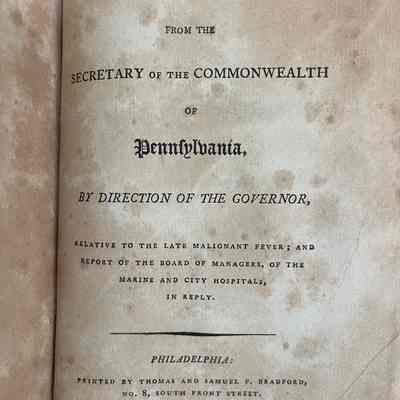 FROM THE
SECRETARY OF THE COMMONWEALTH
OF
Pennſylvania,
BY DIRECTION OF THE GOVERNOR,
RELATIVE TO THE LATE MALIGNANT FEVER; AND
REPORT OF THE BOARD OF MANAGERS, OF THE
MARINE AND CITY HOSPITALS,
IN REPLY.
PHILADELPHIA:
PRINTED BY THOMAS AND SAMUEL F. BRADFORD,
NO. 8, SOUTH FRONT STREET.